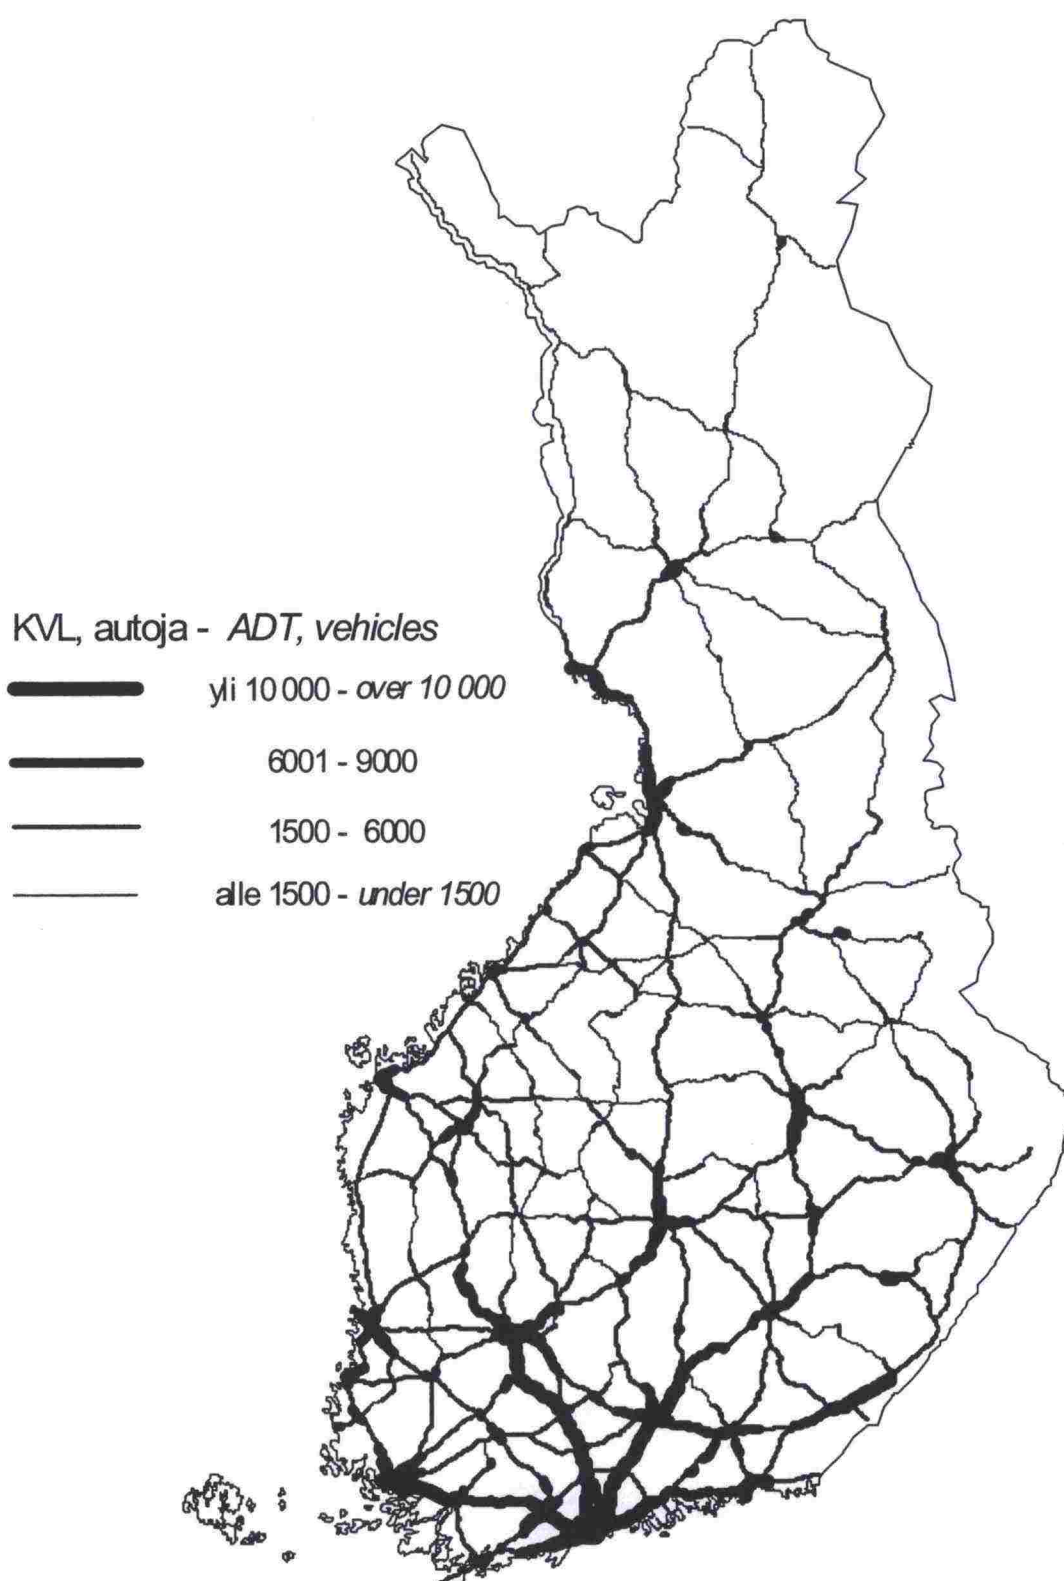 KVL, autoja - ADT, vehicles
yli 10 000 - over 10 000
6001 - 9000
1500 - 6000
alle 1500 - under 1500